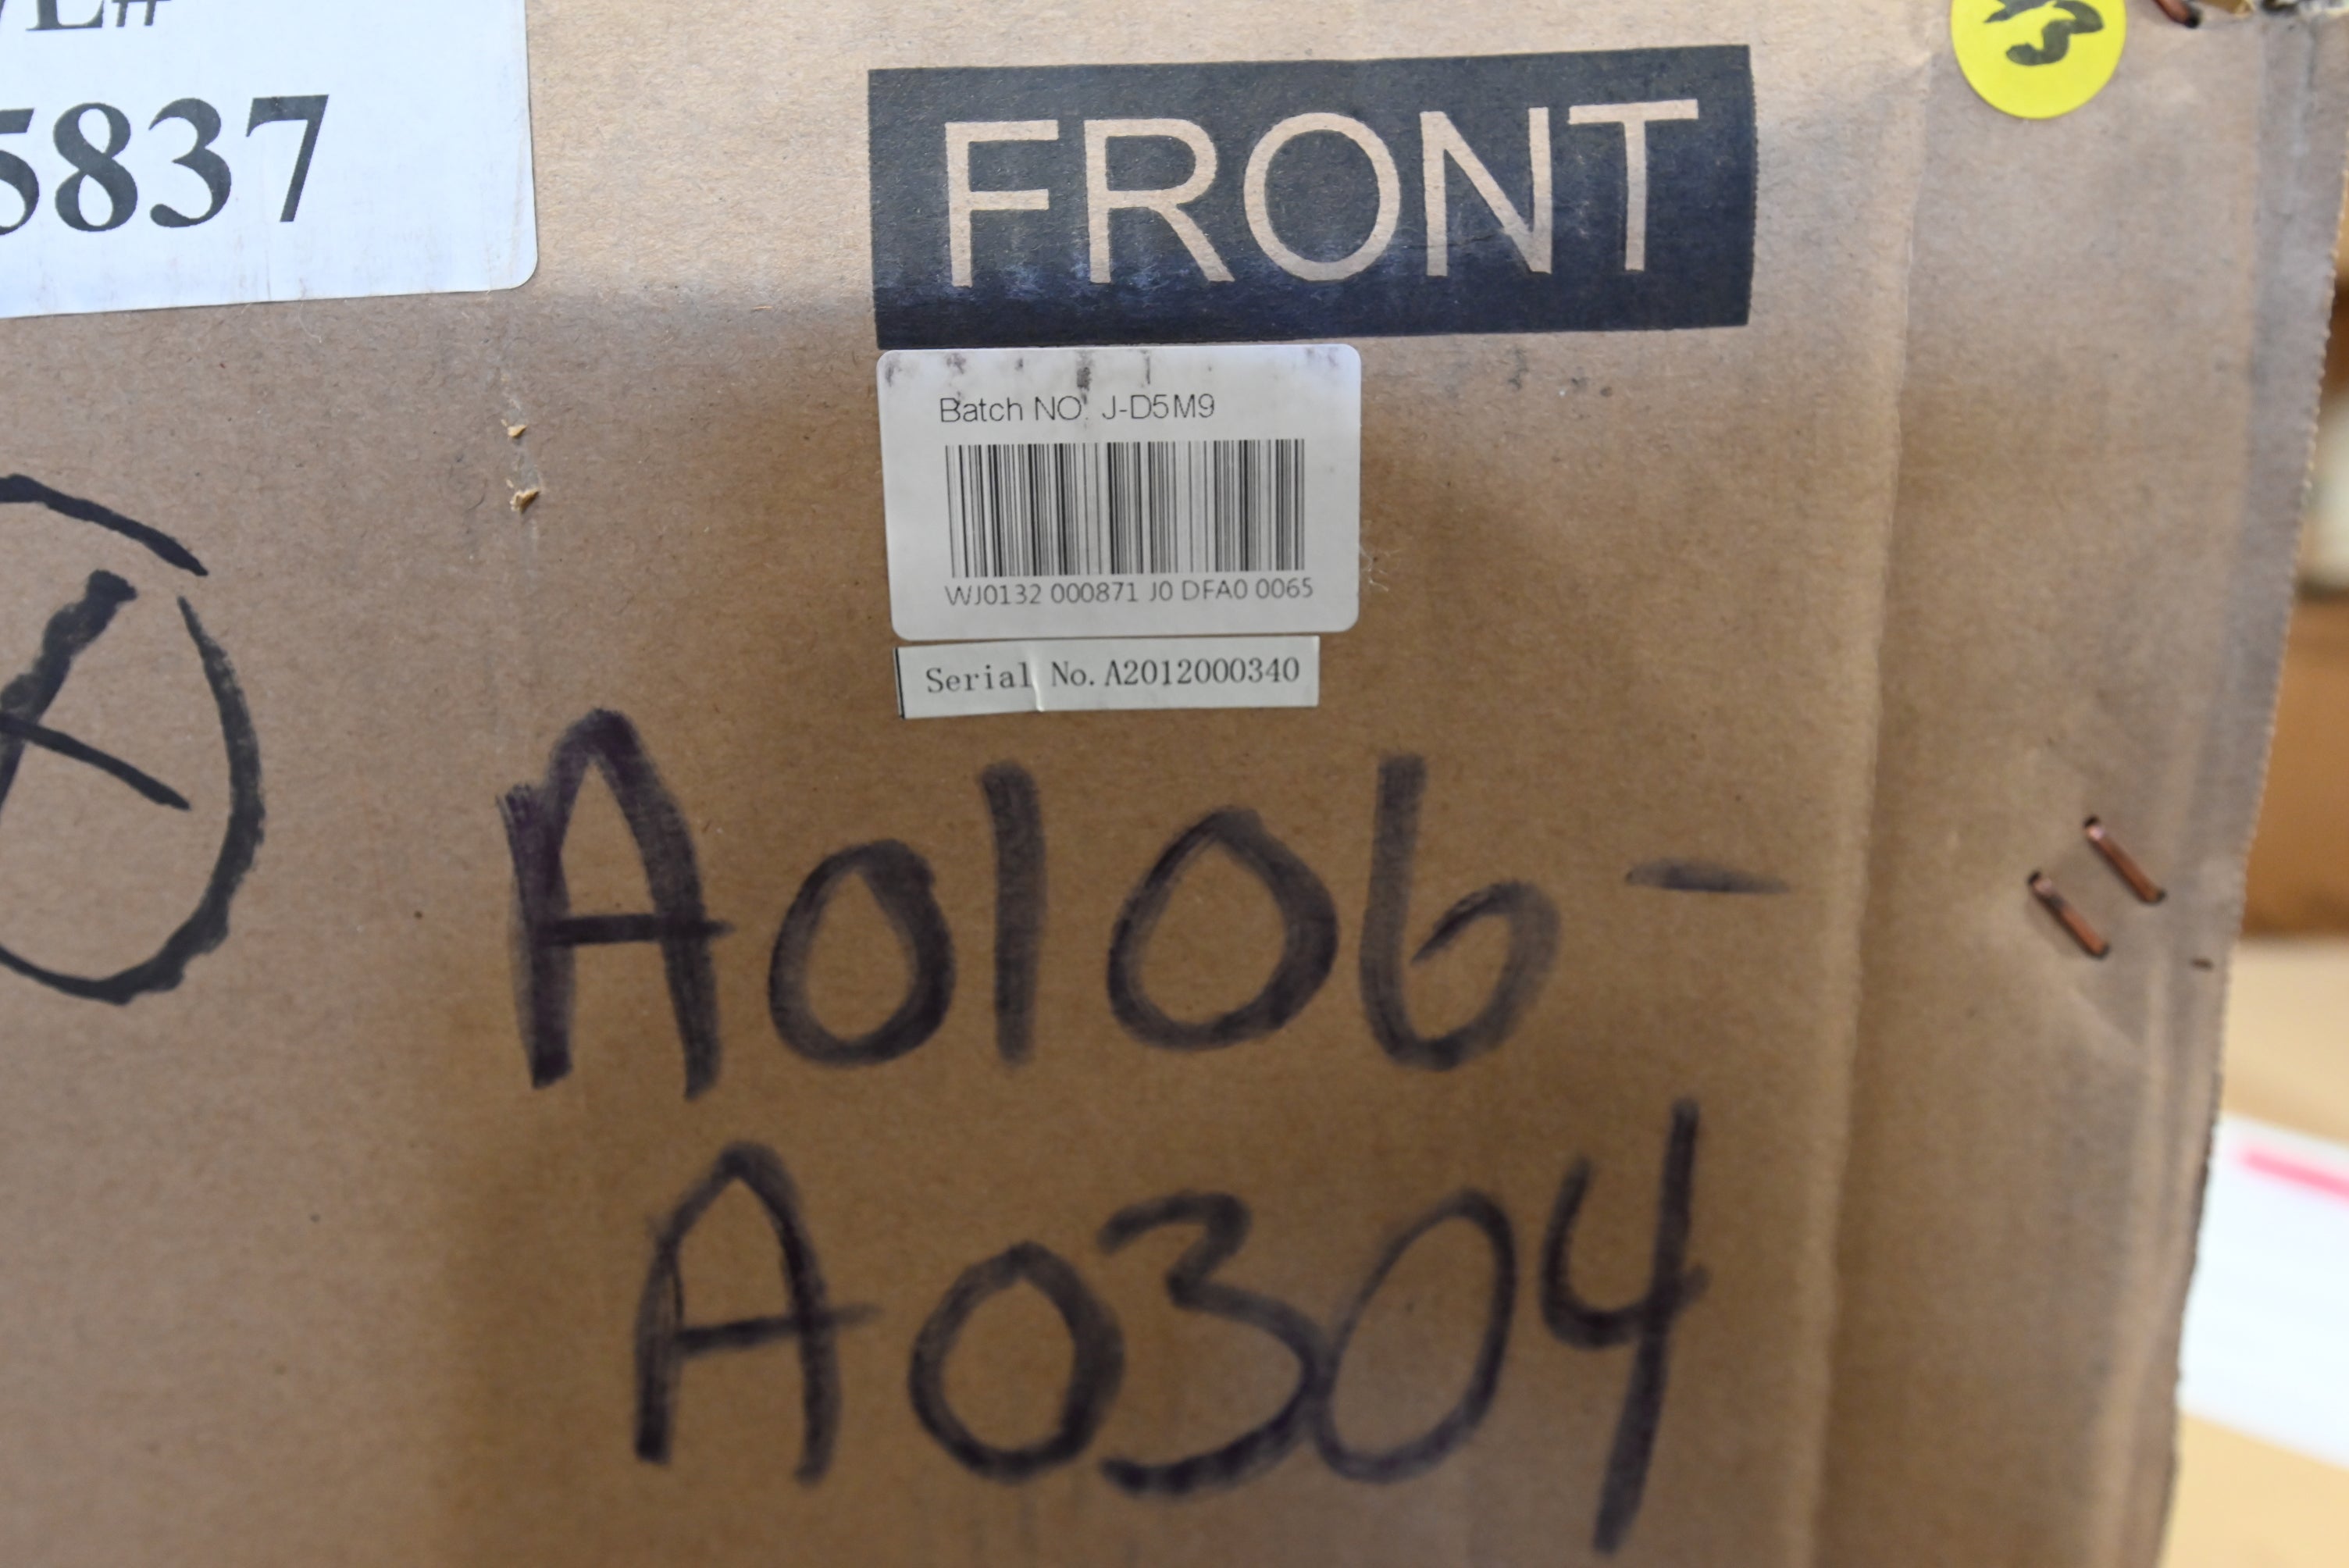 5837
FRONT
Batch NO. J-D5M9
WJ0132 000871 J0 DFA0 0065
Serial No. A2012000340
A0106-
A0304